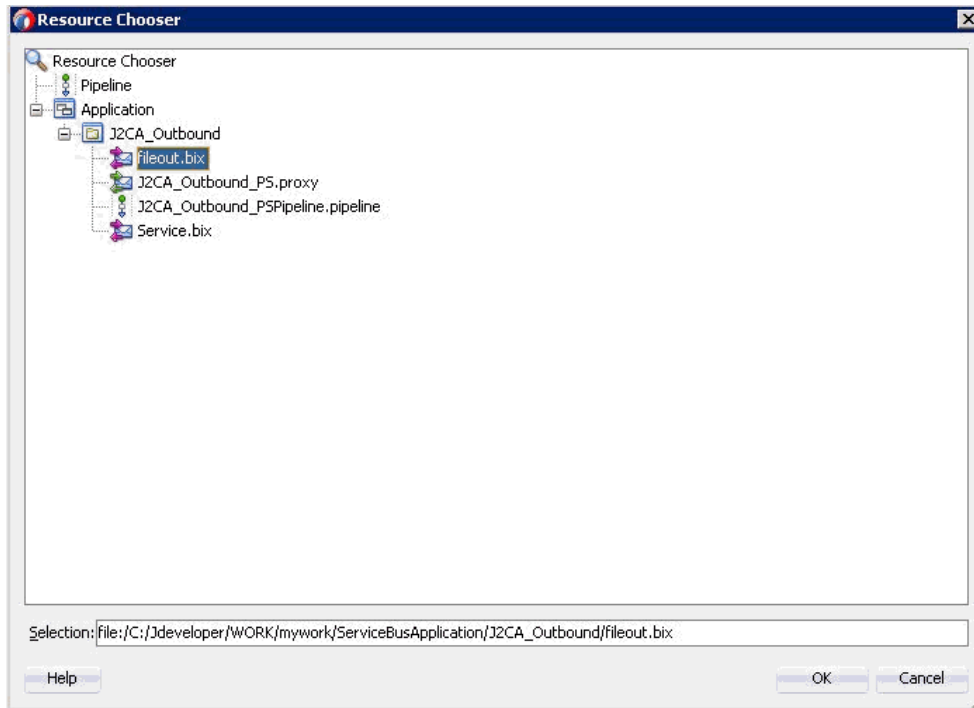 Resource Chooser
Resource Chooser
Pipeline
Application
J2CA_Outbound
fileout.bix
J2CA_Outbound_PS.proxy
J2CA_Outbound_PSPipeline.pipeline
Service.bix
Selection: file:/C:/Jdeveloper/WORK/mywork/ServiceBusApplication/J2CA_Outbound/fileout.bix
Help OK Cancel